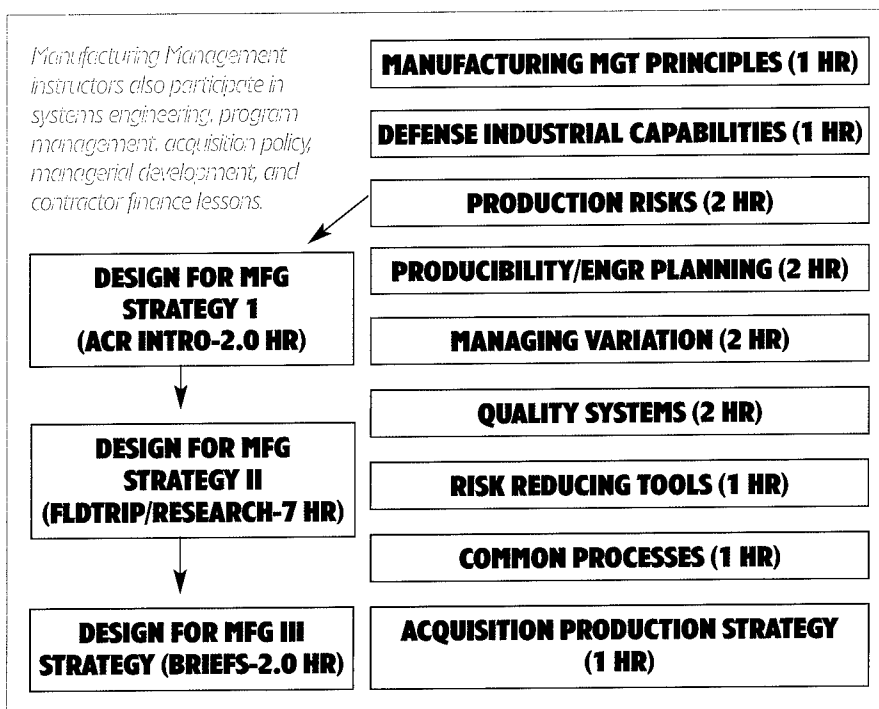 Manufacturing Management
instructors also participate in
systems engineering, program
management, acquisition policy,
managerial development, and
contractor finance lessons.
MANUFACTURING MGT PRINCIPLES (1 HR)
DEFENSE INDUSTRIAL CAPABILITIES (1 HR)
PRODUCTION RISKS (2 HR)
PRODUCIBILITY/ENGR PLANNING (2 HR)
MANAGING VARIATION (2 HR)
QUALITY SYSTEMS (2 HR)
RISK REDUCING TOOLS (1 HR)
COMMON PROCESSES (1 HR)
ACQUISITION PRODUCTION STRATEGY
(1 HR)
DESIGN FOR MFG
STRATEGY 1
(ACR INTRO-2.0 HR)
DESIGN FOR MFG
STRATEGY II
(FLDTRIP/RESEARCH-7 HR)
DESIGN FOR MFG III
STRATEGY (BRIEFS-2.0 HR)